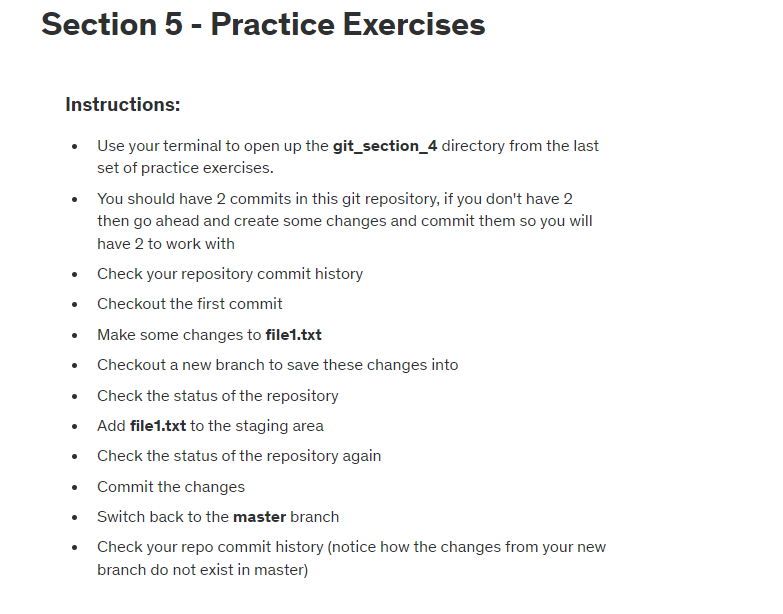 Section 5 - Practice Exercises
Instructions:
• Use your terminal to open up the git_section_4 directory from the last
set of practice exercises.
• You should have 2 commits in this git repository, if you don't have 2
then go ahead and create some changes and commit them so you will
have 2 to work with
• Check your repository commit history
• Checkout the first commit
• Make some changes to file1.txt
• Checkout a new branch to save these changes into
• Check the status of the repository
• Add file1.txt to the staging area
• Check the status of the repository again
• Commit the changes
• Switch back to the master branch
• Check your repo commit history (notice how the changes from your new
branch do not exist in master)